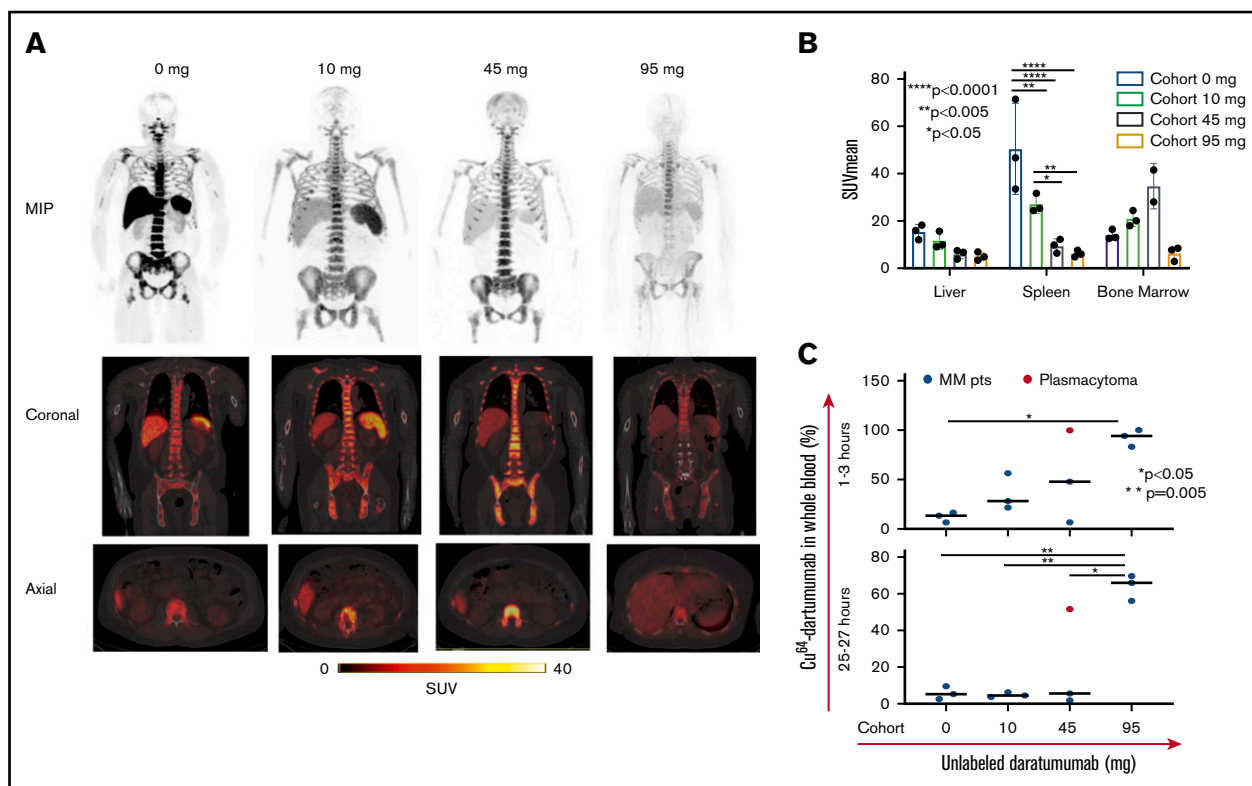 A
0 mg
10 mg
45 mg
95 mg
MIP
Coronal
Axial
0
40
SUV
B
80
60
40
20
0
SUVmean
****p<0.0001
**p<0.005
*p<0.05
****
****
**
**
*
Cohort 0 mg
Cohort 10 mg
Cohort 45 mg
Cohort 95 mg
Liver
Spleen
Bone Marrow
C
MM pts
Plasmacytoma
Cu64-dartumumab in whole blood (%)
1-3 hours
150
100
50
0
*
*p<0.05
** p=0.005
25-27 hours
80
60
40
20
0
**
**
*
Cohort
0
10
45
95
Unlabeled daratumumab (mg)